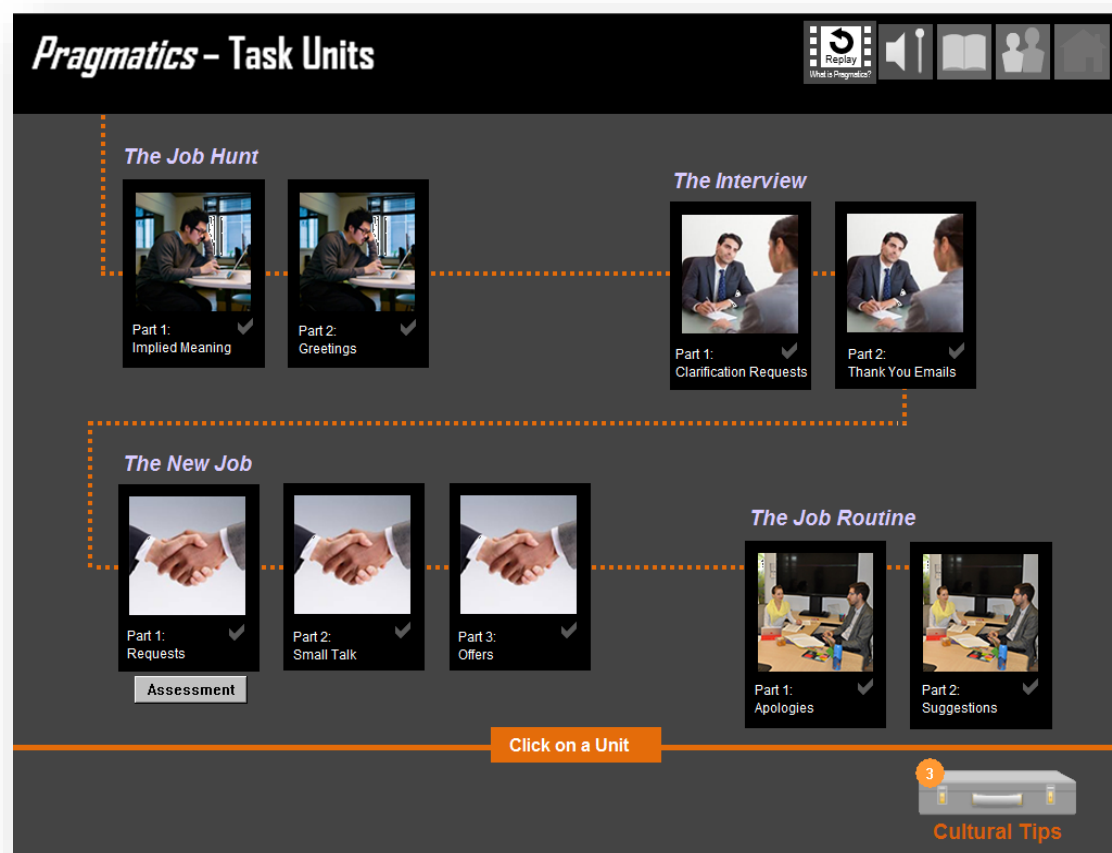 Pragmatics – Task Units
Replay
What is Pragmatics?
The Job Hunt
Part 1:
Implied Meaning
Part 2:
Greetings
The Interview
Part 1:
Clarification Requests
Part 2:
Thank You Emails
The New Job
Part 1:
Requests
Assessment
Part 2:
Small Talk
Part 3:
Offers
The Job Routine
Part 1:
Apologies
Part 2:
Suggestions
Click on a Unit
3
Cultural Tips